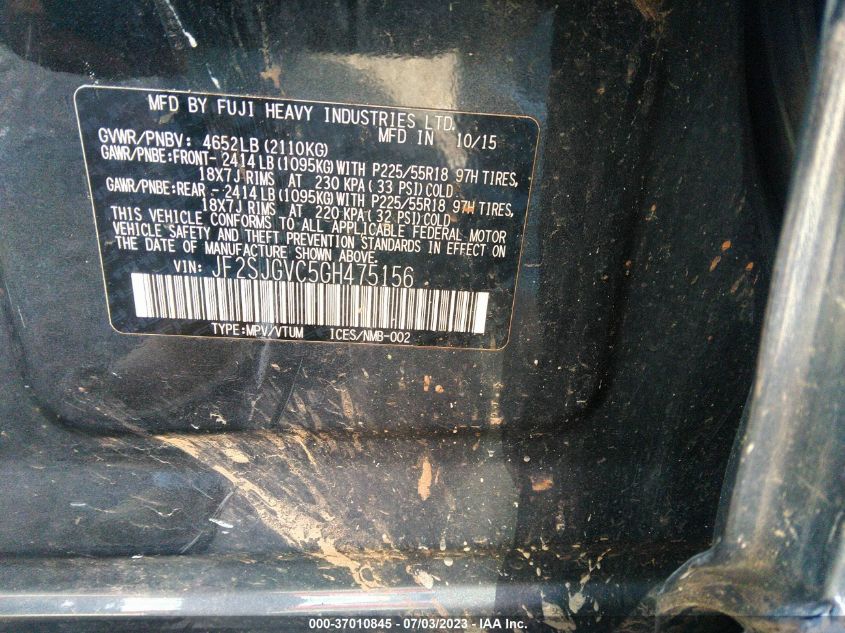 MFD BY FUJI HEAVY INDUSTRIES LTD.
GVWR/PNBV: 4652LB(2110KG) MFD IN 10/15
GAWR/PNBE:FRONT- 2414 LB(1095KG)WITH P225/55R18 97H TIRES,
18X7J RIMS AT 230 KPA( 33 PSI)COLD
GAWR/PNBE:REAR -2414 LB(1095KG)WITH P225/55R18 97H TIRES,
18X7J RIMS AT 220 KPA( 32 PSI)COLD
THIS VEHICLE CONFORMS TO ALL APPLICABLE FEDERAL MOTOR
VEHICLE SAFETY AND THEFT PREVENTION STANDARDS IN EFFECT ON
THE DATE OF MANUFACTURE SHOWN ABOVE.
VIN: JF2SJGVC5GH475156
TYPE:MPV/VTUM ICES/NMB-002
000-37010845 - 07/03/2023 - IAA Inc.